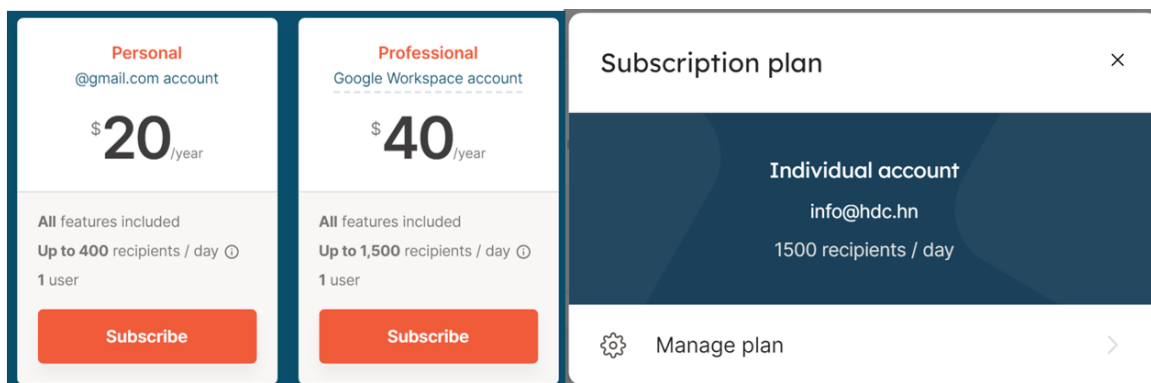 Personal
@gmail.com account
$20/year
All features included
Up to 400 recipients / day
1 user
Subscribe
Professional
Google Workspace account
$40/year
All features included
Up to 1,500 recipients / day
1 user
Subscribe
Subscription plan
Individual account
info@hdc.hn
1500 recipients / day
Manage plan